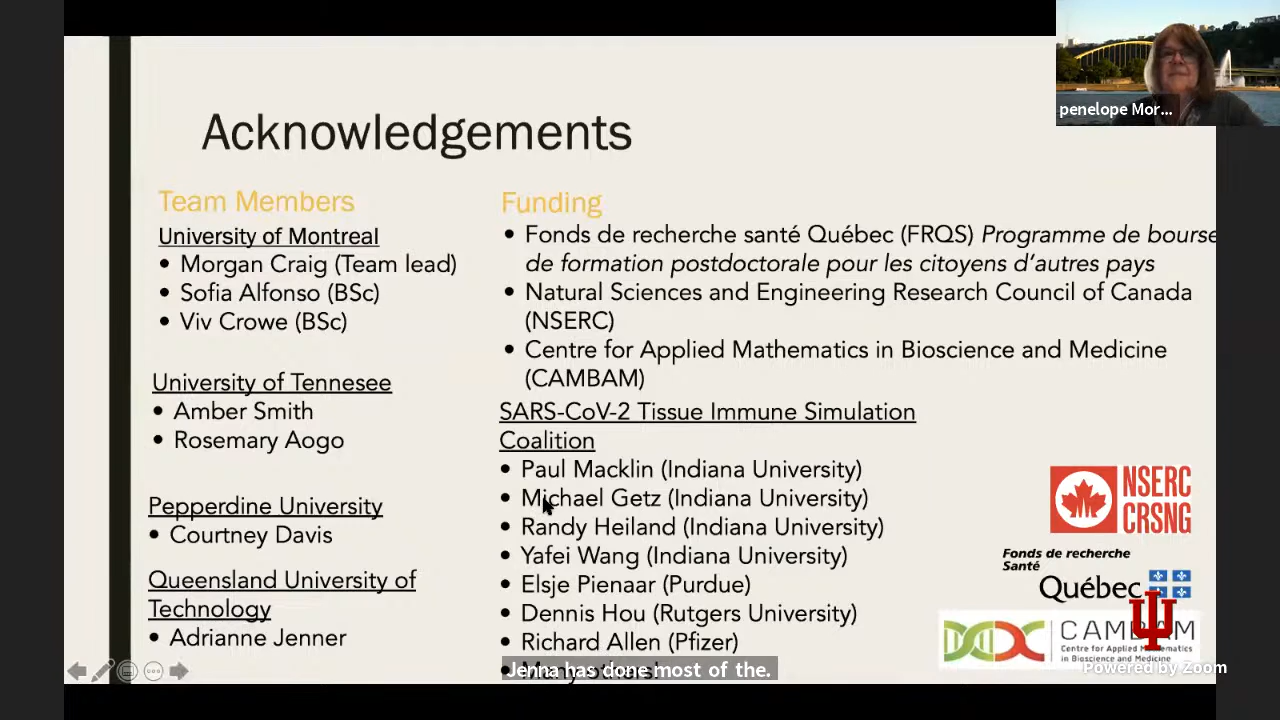 penelope Mor...
Acknowledgements
Team Members
University of Montreal
• Morgan Craig (Team lead)
• Sofia Alfonso (BSc)
• Viv Crowe (BSc)
University of Tennesee
• Amber Smith
• Rosemary Aogo
Pepperdine University
• Courtney Davis
Queensland University of
Technology
• Adrianne Jenner
Funding
• Fonds de recherche santé Québec (FRQS) Programme de bourse
de formation postdoctorale pour les citoyens d'autres pays
• Natural Sciences and Engineering Research Council of Canada
(NSERC)
• Centre for Applied Mathematics in Bioscience and Medicine
(CAMBAM)
SARS-CoV-2 Tissue Immune Simulation
Coalition
• Paul Macklin (Indiana University)
• Michael Getz (Indiana University)
• Randy Heiland (Indiana University)
• Yafei Wang (Indiana University)
• Elsje Pienaar (Purdue)
• Dennis Hou (Rutgers University)
• Richard Allen (Pfizer)
• Many others!
Jenna has done most of the.
NSERC
CRSNG
Fonds de recherche
Santé
Québec
CAMBAM
Centre for Applied Mathematics
in Bioscience and Medicine
Powered by Zoom